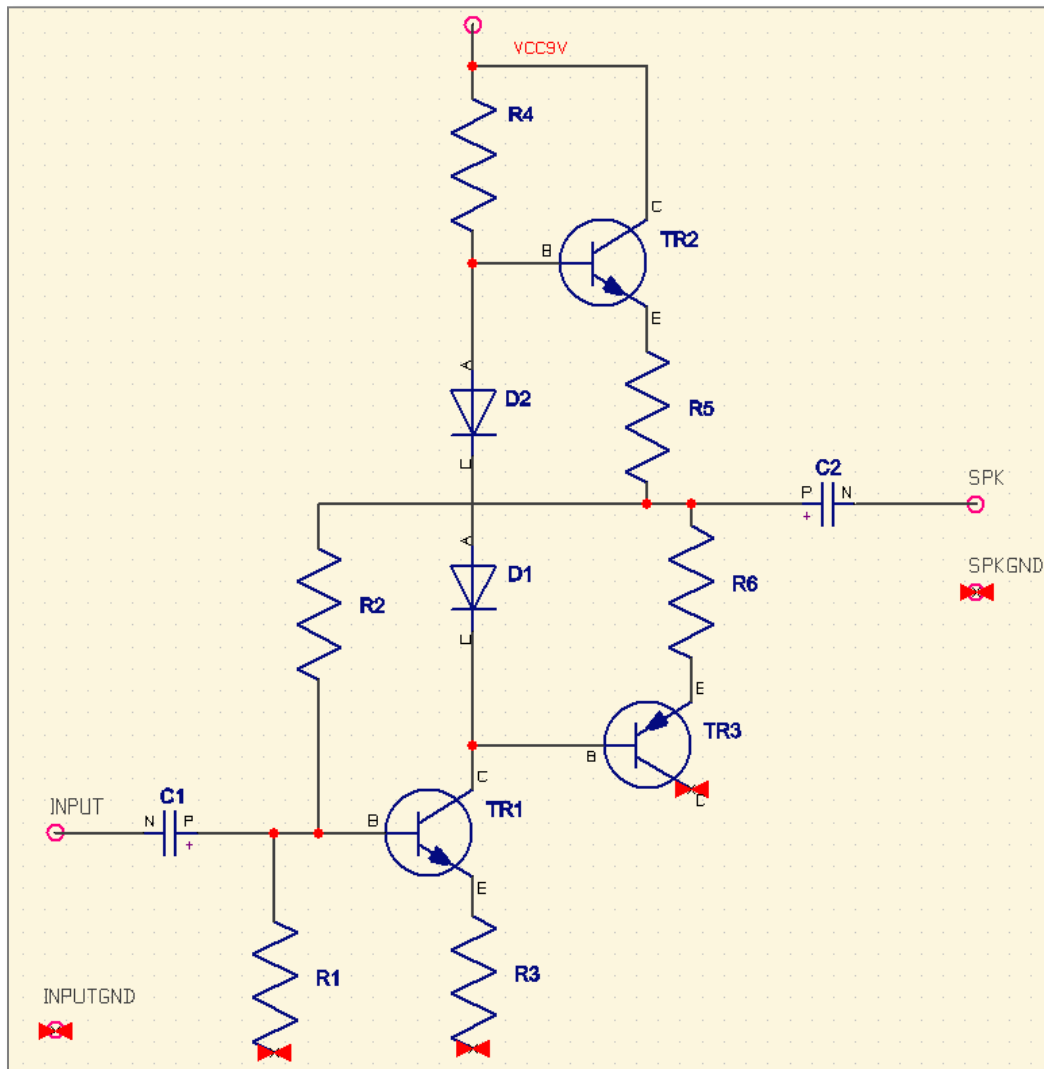 VCC9V
R4
C
TR2
B
E
A
D2
R5
C
C2
SPK
P
N
+
A
D1
SPKGND
R2
R6
C
E
TR3
B
C
INPUT
C1
TR1
C
N
P
B
+
E
R1
R3
INPUTGND